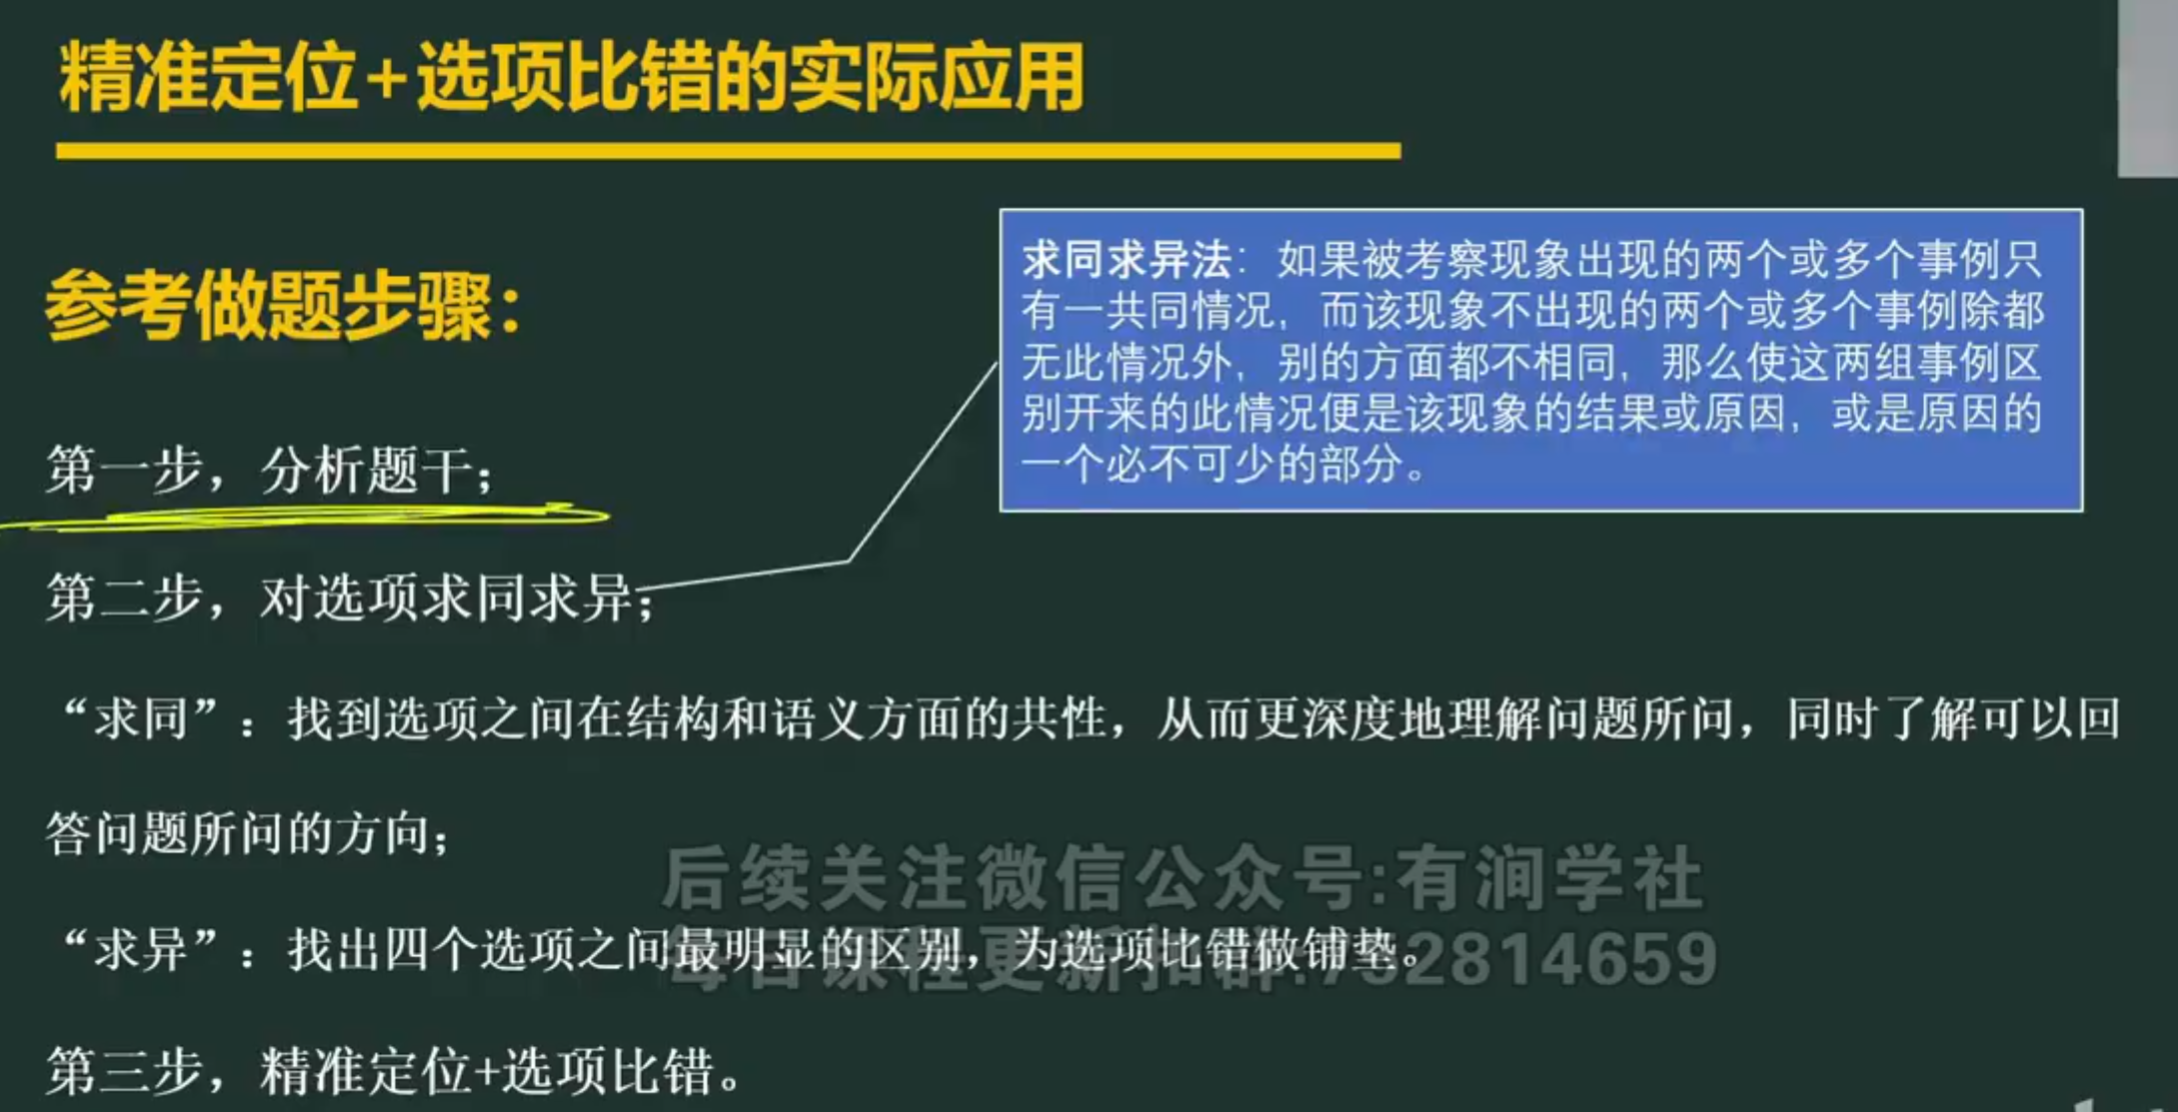 精准定位+选项比错的实际应用
参考做题步骤：
求同求异法：如果被考察现象出现的两个或多个事例只
有一共同情况，而该现象不出现的两个或多个事例除都
无此情况外，别的方面都不相同，那么使这两组事例区
别开来的此情况便是该现象的结果或原因，或是原因的
一个必不可少的部分。
第一步，分析题干；
第二步，对选项求同求异；
“求同”：找到选项之间在结构和语义方面的共性，从而更深度地理解问题所问，同时了解可以回
答问题所问的方向；
后续关注微信公众号:有涧学社
“求异”：找出四个选项之间最明显的区别，为选项比错做铺垫。
每日课程更新扣群:752814659
第三步，精准定位+选项比错。